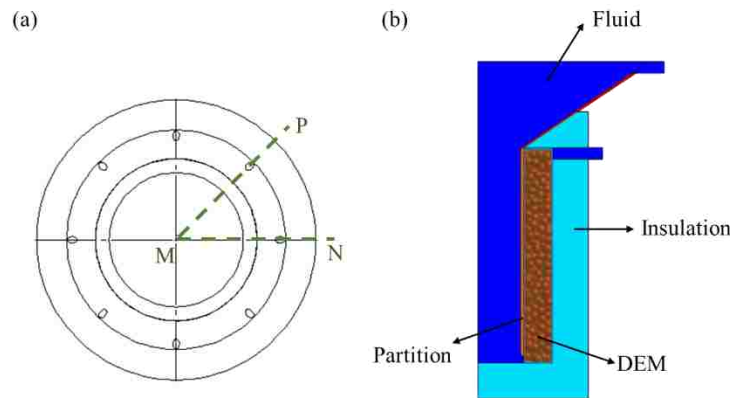 (a)
P
M
N
(b)
Fluid
Insulation
Partition
DEM